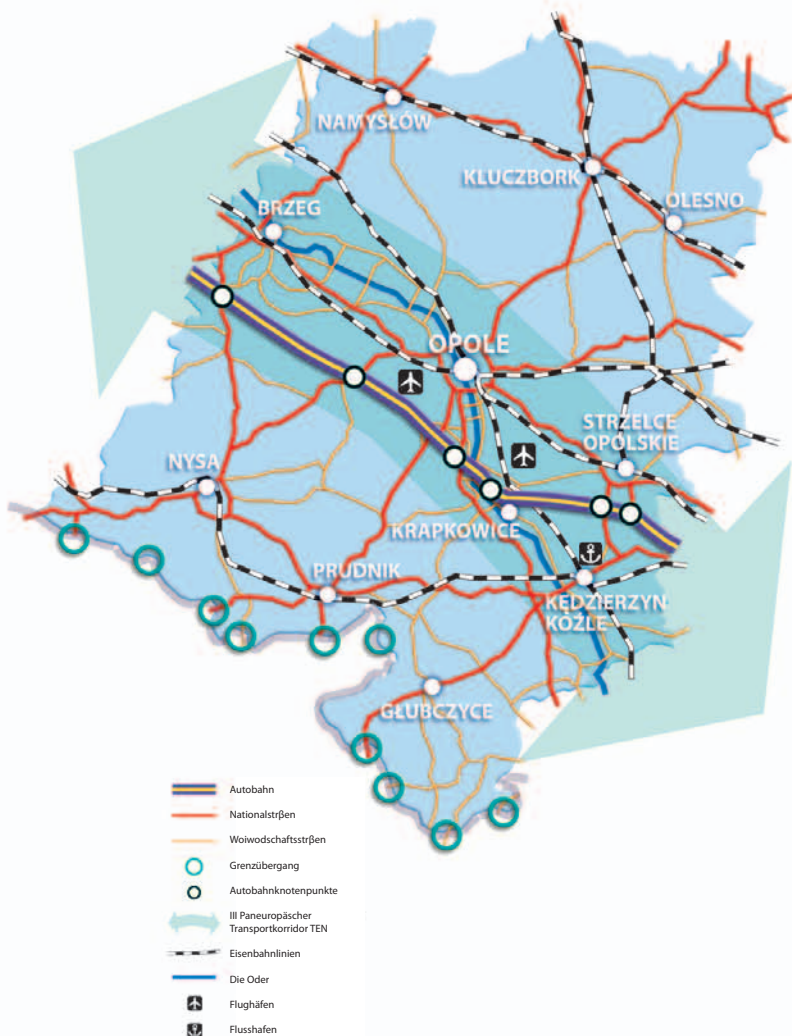 NAMYSŁÓW
KLUCZBORK
OLESNO
BRZEG
OPOLE
STRZELCE
OPOLSKIE
NYSA
KRAPKOWICE
PRUDNIK
KĘDZIERZYN
KOŹLE
GŁUBCZYCE
Autobahn
Nationalstrβen
Woiwodschaftsstrβen
Grenzübergang
Autobahnknotenpunkte
III Paneuropäscher
Transportkorridor TEN
Eisenbahnlinien
Die Oder
Flughäfen
Flusshafen